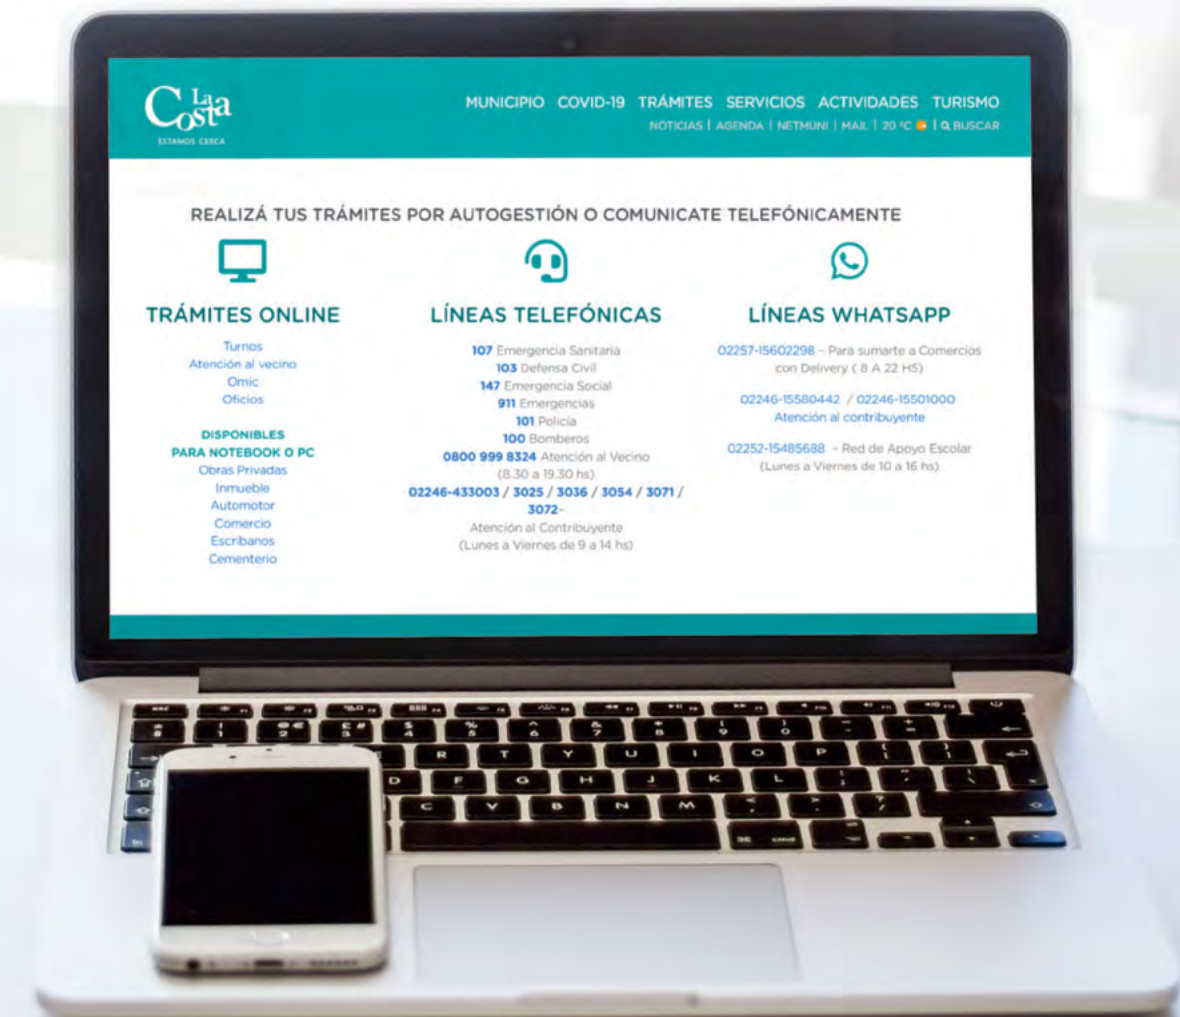 La
Costa
ESTAMOS CERCA
MUNICIPIO COVID-19 TRÁMITES SERVICIOS ACTIVIDADES TURISMO
NOTICIAS | AGENDA | NETMUNI | MAIL | 20 ºC | BUSCAR
REALIZÁ TUS TRÁMITES POR AUTOGESTIÓN O COMUNICATE TELEFÓNICAMENTE
TRÁMITES ONLINE
Turnos
Atención al vecino
Omic
Oficios
DISPONIBLES
PARA NOTEBOOK O PC
Obras Privadas
Inmueble
Automotor
Comercio
Escribanos
Cementerio
LÍNEAS TELEFÓNICAS
107 Emergencia Sanitaria
103 Defensa Civil
147 Emergencia Social
911 Emergencias
101 Policía
100 Bomberos
0800 999 8324 Atención al Vecino
(8.30 a 19.30 hs)
02246-433003 / 3025 / 3036 / 3054 / 3071 /
3072-
Atención al Contribuyente
(Lunes a Viernes de 9 a 14 hs)
LÍNEAS WHATSAPP
02257-15602298 - Para sumarte a Comercios
con Delivery ( 8 A 22 HS)
02246-15580442 / 02246-15501000
Atención al contribuyente
02252-15485688 - Red de Apoyo Escolar
(Lunes a Viernes de 10 a 16 hs)
R T Y U I O P
D F G H J K L
C V B N M
cmd